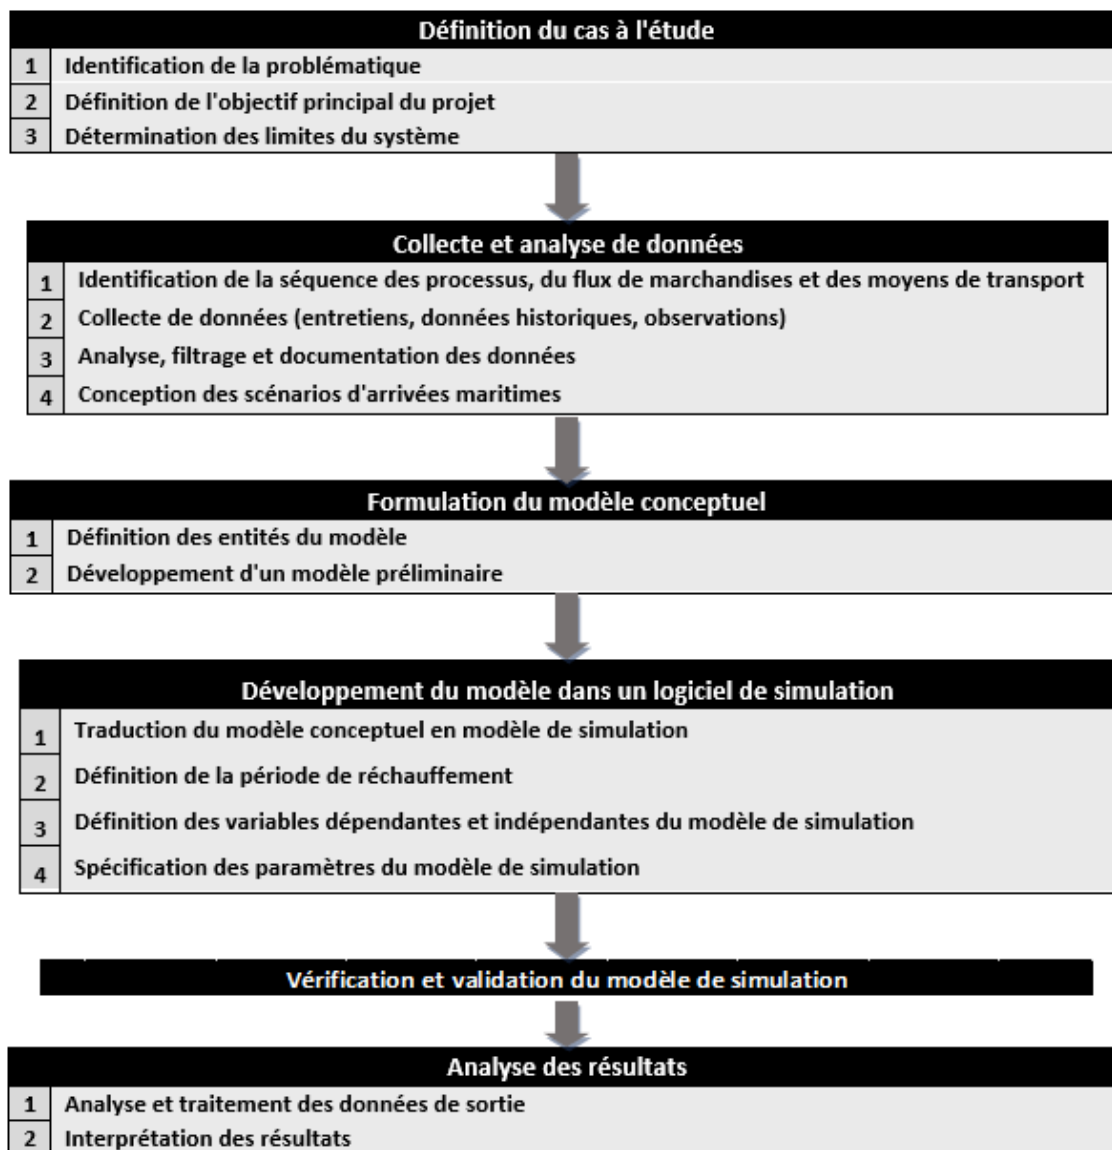 Définition du cas à l'étude
1 Identification de la problématique
2 Définition de l'objectif principal du projet
3 Détermination des limites du système
Collecte et analyse de données
1 Identification de la séquence des processus, du flux de marchandises et des moyens de transport
2 Collecte de données (entretiens, données historiques, observations)
3 Analyse, filtrage et documentation des données
4 Conception des scénarios d'arrivées maritimes
Formulation du modèle conceptuel
1 Définition des entités du modèle
2 Développement d'un modèle préliminaire
Développement du modèle dans un logiciel de simulation
1 Traduction du modèle conceptuel en modèle de simulation
2 Définition de la période de réchauffement
3 Définition des variables dépendantes et indépendantes du modèle de simulation
4 Spécification des paramètres du modèle de simulation
Vérification et validation du modèle de simulation
Analyse des résultats
1 Analyse et traitement des données de sortie
2 Interprétation des résultats